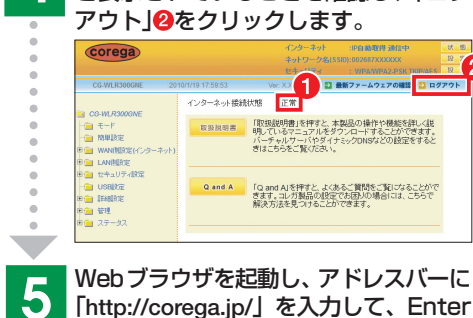 アウト」❷をクリックします。
corega
インターネット :IP自動取得 通信中
ネットワーク名(SSID):002687XXXXXX
セキュリティ : WPA/WPA2-PSK TKIP/AES
CG-WLR300GNE 2010/1/19 17:59:53 最新ファームウェアの確認 ログアウト
1
インターネット接続状態 正常
CG-WLR300GNE
モード
簡単設定
WAN側設定(インターネット)
LAN側設定
セキュリティ設定
USB設定
詳細設定
管理
ステータス
取扱説明書
「取扱説明書」を押すと、本製品の操作や機能を詳しく説明しているマニュアルをダウンロードすることができます。バーチャルサーバやダイナミックDNSなどの設定をするときはこちらをご覧ください。
Q and A
「Q and A」を押すと、よくあるご質問をご覧になることができます。コレガ製品の設定でお困りの場合には、こちらで解決方法を見つけることができます。
5
Webブラウザを起動し、アドレスバーに
「http://corega.jp/」を入力して、Enter